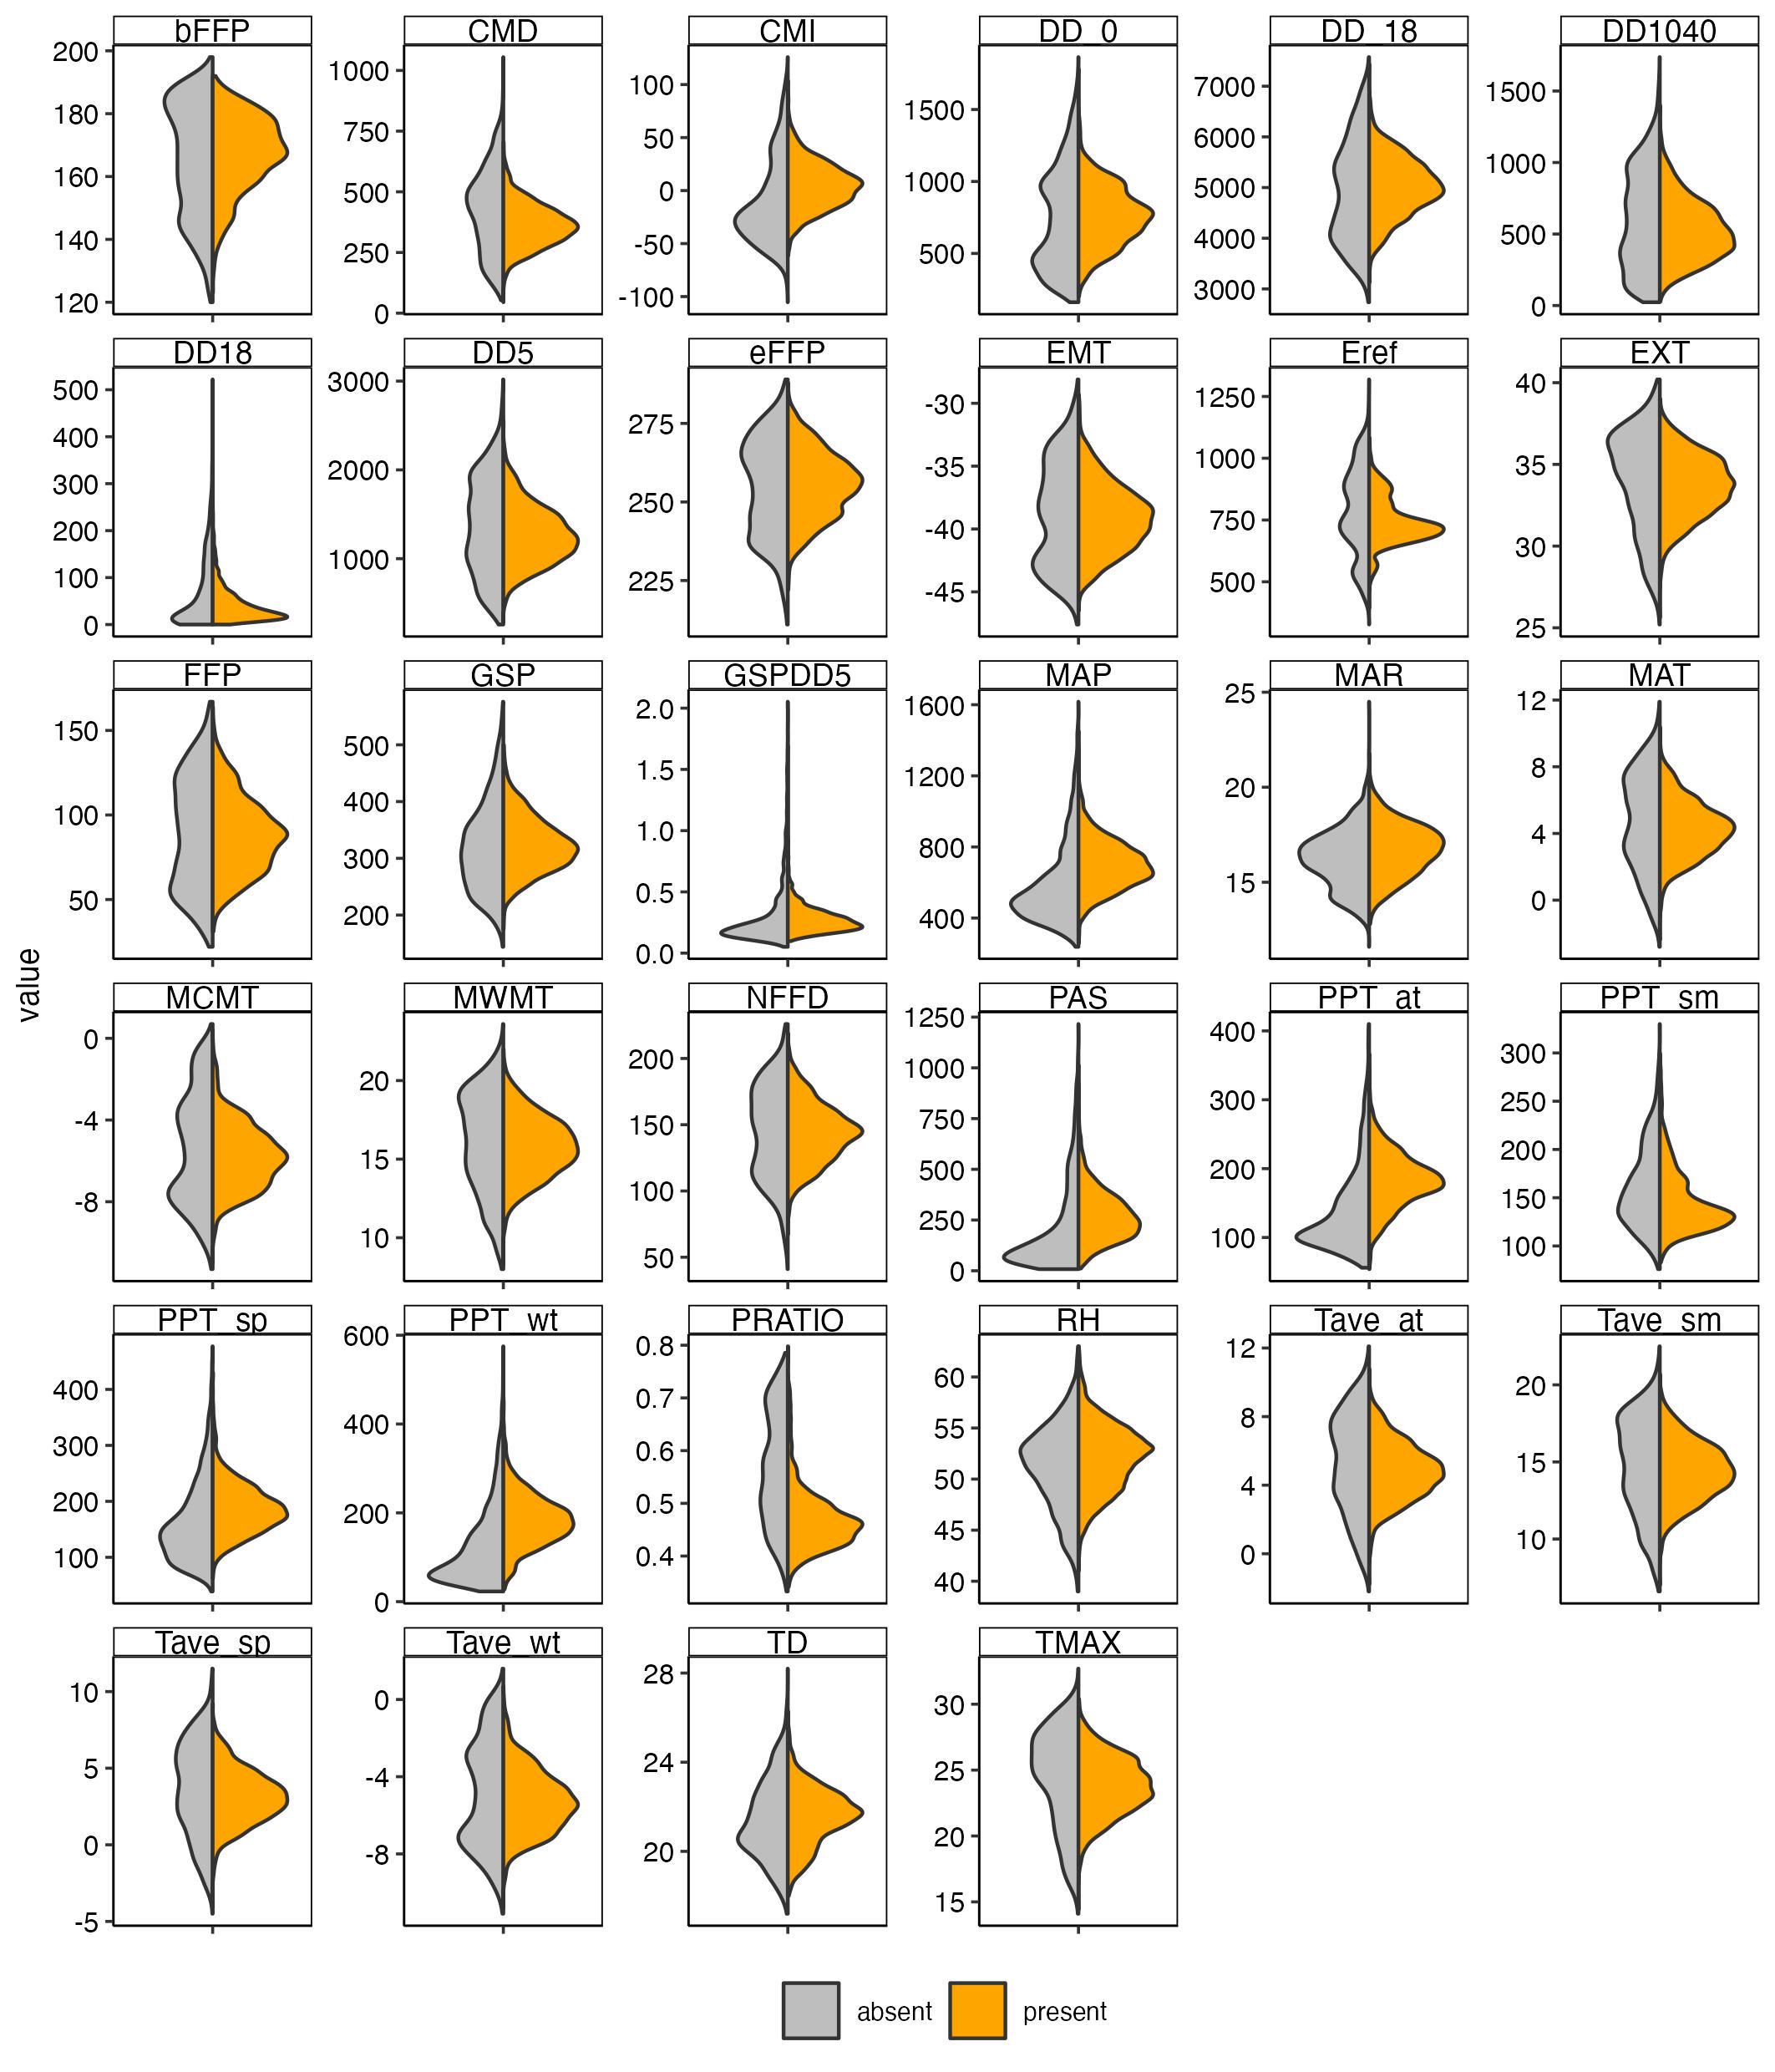 bFFP CMD CMI DD_0 DD_18 DD1040
200 180 160 140 120
1000 750 500 250 0
100 50 0 -50 -100
1500 1000 500
7000 6000 5000 4000 3000
1500 1000 500 0
DD18 DD5 eFFP EMT Eref EXT
500 400 300 200 100 0
3000 2000 1000
275 250 225
-30 -35 -40 -45
1250 1000 750 500
40 35 30 25
FFP GSP GSPDD5 MAP MAR MAT
150 100 50
500 400 300 200
2.0 1.5 1.0 0.5 0.0
1600 1200 800 400
25 20 15
12 8 4 0
value
MCMT MWMT NFFD PAS PPT_at PPT_sm
0 -4 -8
20 15 10
200 150 100 50
1250 1000 750 500 250 0
400 300 200 100
300 250 200 150 100
PPT_sp PPT_wt PRATIO RH Tave_at Tave_sm
400 300 200 100
600 400 200 0
0.8 0.7 0.6 0.5 0.4
60 55 50 45 40
12 8 4 0
20 15 10
Tave_sp Tave_wt TD TMAX
10 5 0 -5
0 -4 -8
28 24 20
30 25 20 15
absent present